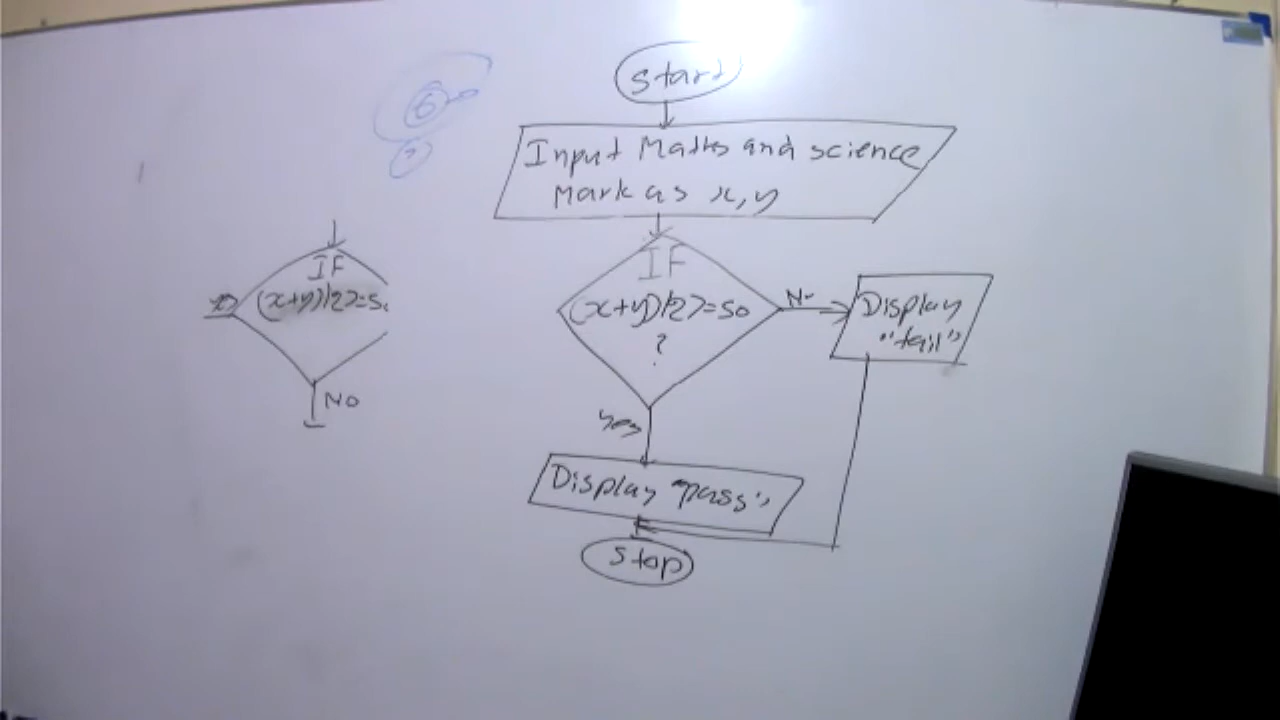 Start
Input Maths and science
Mark as x, y
IF
(x+y)/2>=50
?
No
Display
"fail"
Yes
Display "pass"
Stop
IF
(x+y)/2>=50
NO
6